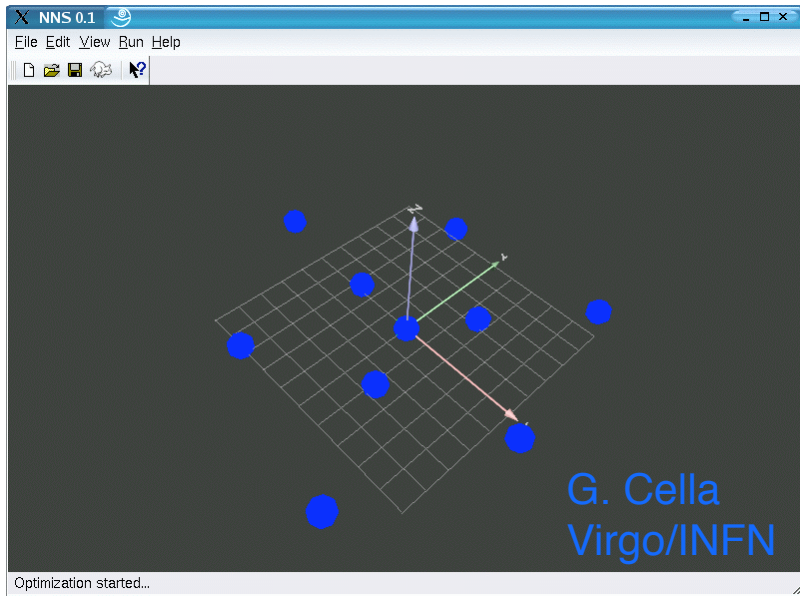 NNS 0.1
File Edit View Run Help
Z
Y
G. Cella
Virgo/INFN
Optimization started...